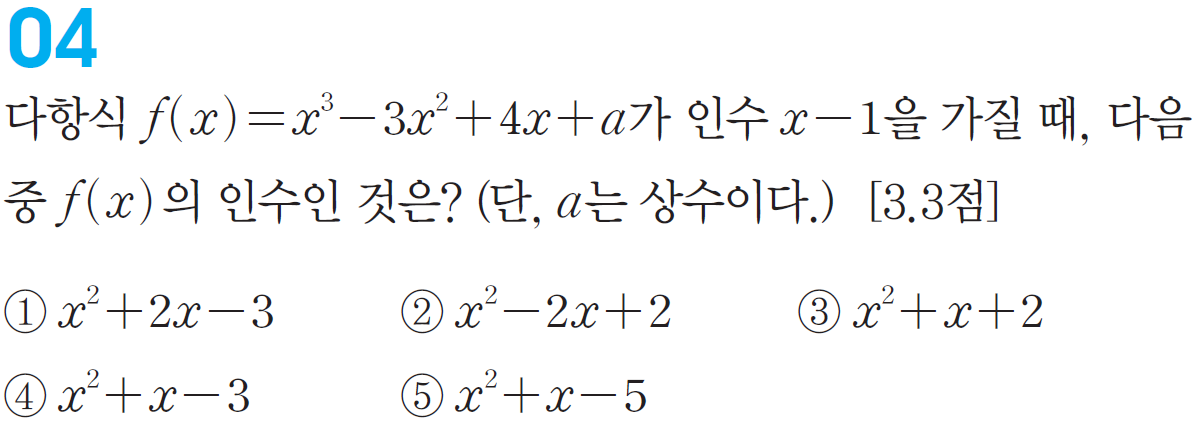 04
다항식 f(x)=x³-3x²+4x+a가 인수 x-1을 가질 때, 다음
중 f(x)의 인수인 것은? (단, a는 상수이다.) [3.3점]
① x²+2x-3 ② x²-2x+2 ③ x²+x+2
④ x²+x-3 ⑤ x²+x-5